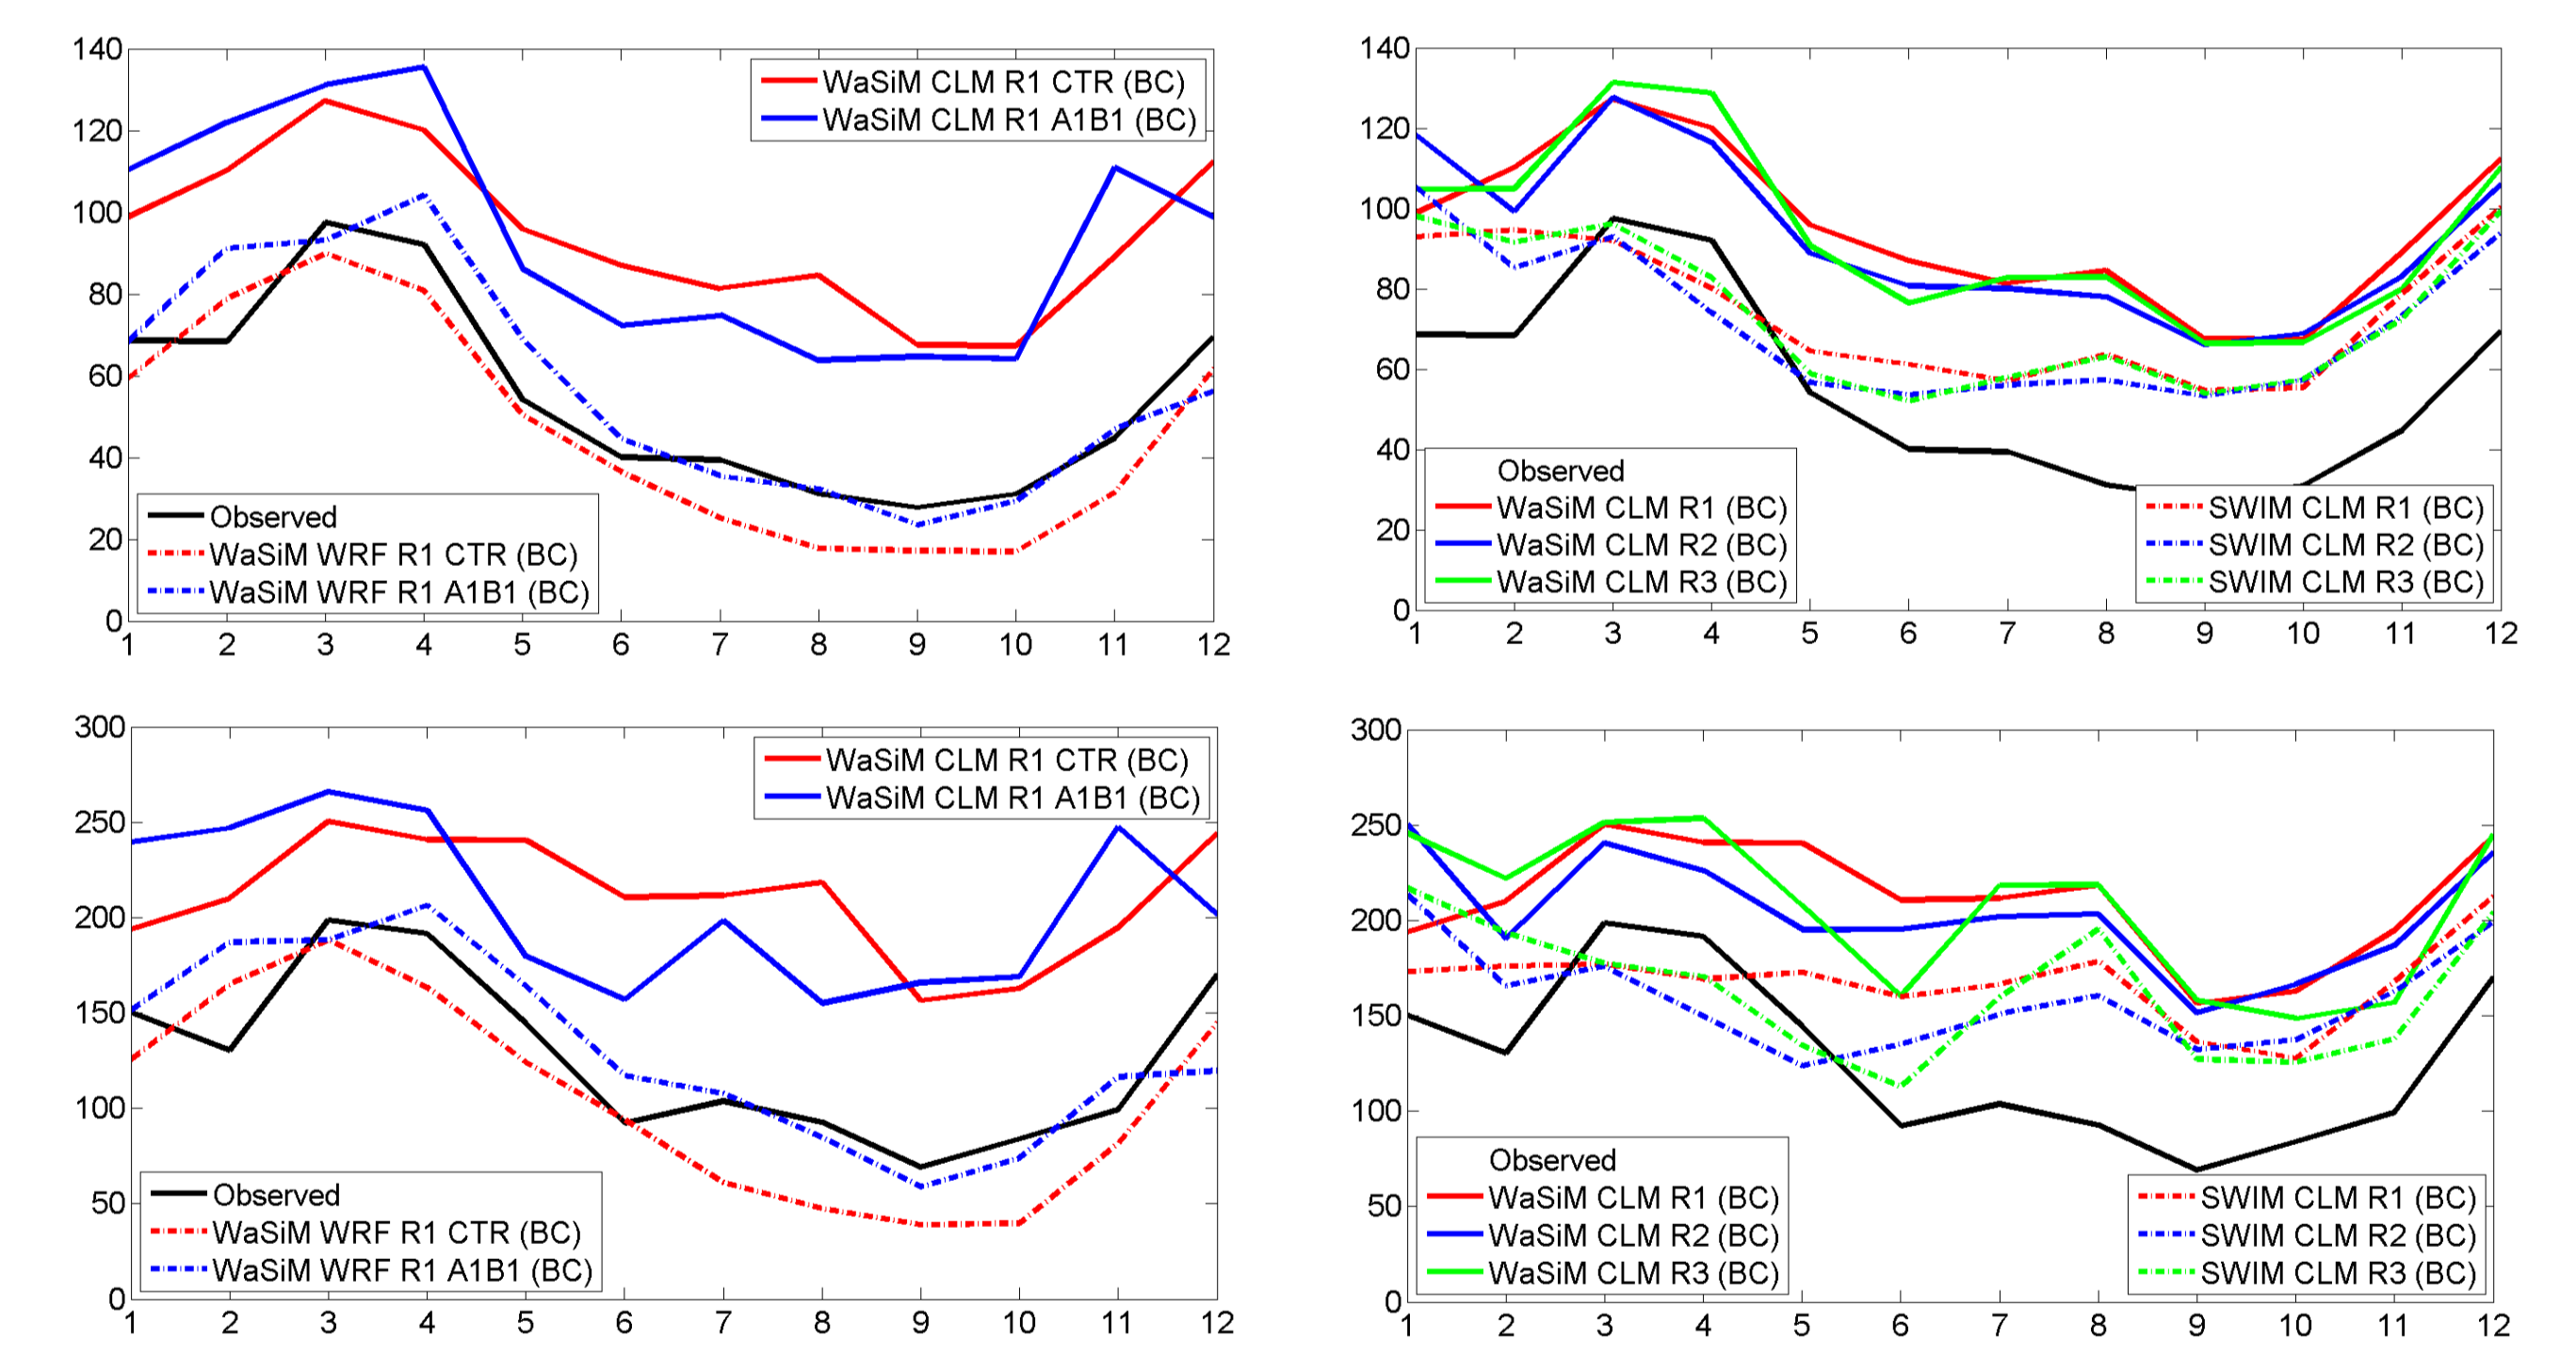 140
120
100
80
60
40
20
0
1 2 3 4 5 6 7 8 9 10 11 12
WaSiM CLM R1 CTR (BC)
WaSiM CLM R1 A1B1 (BC)
Observed
WaSiM WRF R1 CTR (BC)
WaSiM WRF R1 A1B1 (BC)
140
120
100
80
60
40
20
0
1 2 3 4 5 6 7 8 9 10 11 12
Observed
WaSiM CLM R1 (BC)
WaSiM CLM R2 (BC)
WaSiM CLM R3 (BC)
SWIM CLM R1 (BC)
SWIM CLM R2 (BC)
SWIM CLM R3 (BC)
300
250
200
150
100
50
0
1 2 3 4 5 6 7 8 9 10 11 12
WaSiM CLM R1 CTR (BC)
WaSiM CLM R1 A1B1 (BC)
Observed
WaSiM WRF R1 CTR (BC)
WaSiM WRF R1 A1B1 (BC)
300
250
200
150
100
50
0
1 2 3 4 5 6 7 8 9 10 11 12
Observed
WaSiM CLM R1 (BC)
WaSiM CLM R2 (BC)
WaSiM CLM R3 (BC)
SWIM CLM R1 (BC)
SWIM CLM R2 (BC)
SWIM CLM R3 (BC)